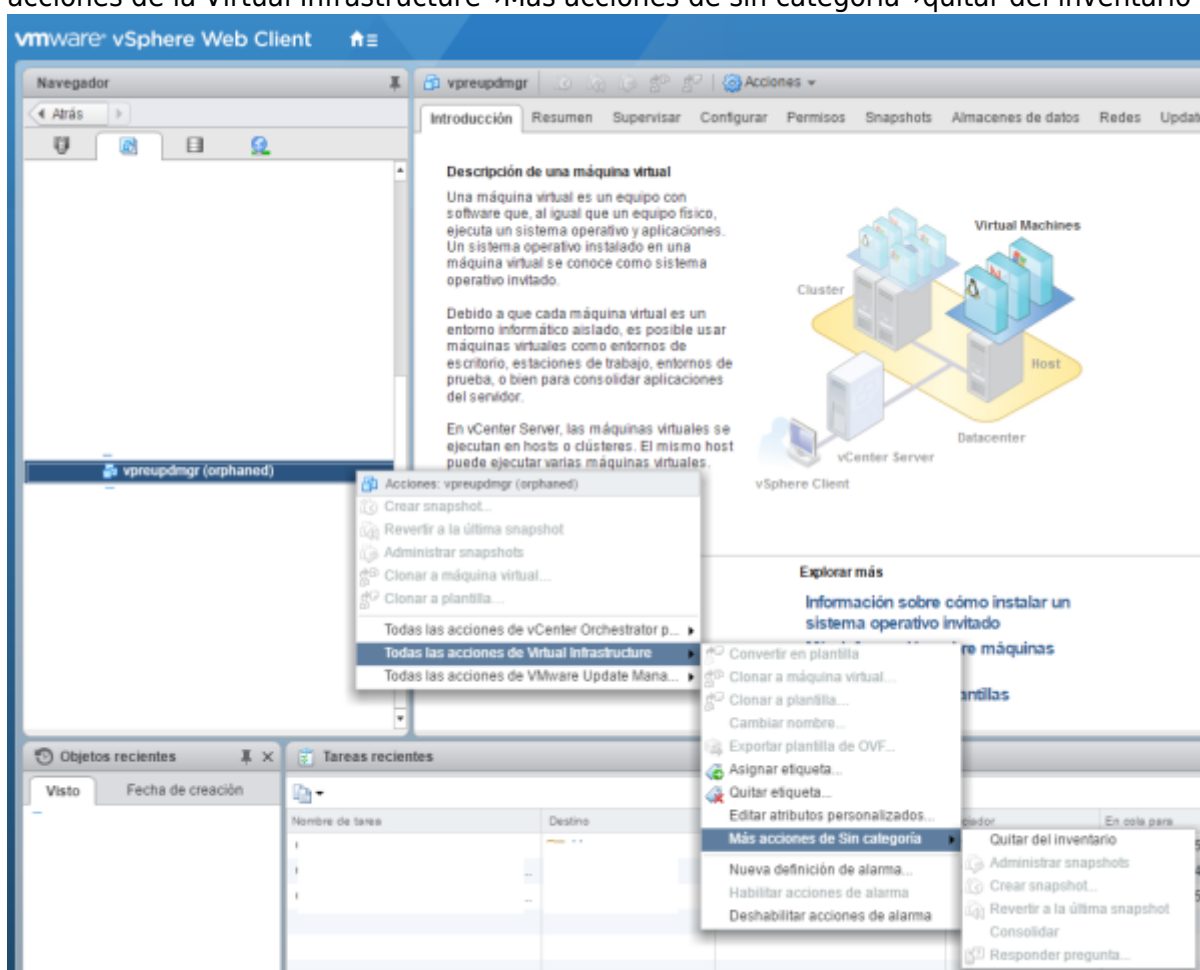 acciones de la Virtual Infrastructure→Más acciones de sin categoría→quitar del inventario
vmware vSphere Web Client
Navegador
Atrás
vpreupdmgr (orphaned)
vpreupdmgr
Acciones
Introducción Resumen Supervisar Configurar Permisos Snapshots Almacenes de datos Redes Updat
Descripción de una máquina virtual
Una máquina virtual es un equipo con
software que, al igual que un equipo físico,
ejecuta un sistema operativo y aplicaciones.
Un sistema operativo instalado en una
máquina virtual se conoce como sistema
operativo invitado.
Debido a que cada máquina virtual es un
entorno informático aislado, es posible usar
máquinas virtuales como entornos de
escritorio, estaciones de trabajo, entornos de
prueba, o bien para consolidar aplicaciones
del servidor.
En vCenter Server, las máquinas virtuales se
ejecutan en hosts o clústeres. El mismo host
puede ejecutar varias máquinas virtuales.
Virtual Machines
Cluster
Host
Datacenter
vCenter Server
vSphere Client
Explorar más
Información sobre cómo instalar un
sistema operativo invitado
re máquinas
antillas
Acciones: vpreupdmgr (orphaned)
Crear snapshot...
Revertir a la última snapshot
Administrar snapshots
Clonar a máquina virtual...
Clonar a plantilla...
Todas las acciones de vCenter Orchestrator p...
Todas las acciones de Virtual Infrastructure
Todas las acciones de VMware Update Mana...
Convertir en plantilla
Clonar a máquina virtual...
Clonar a plantilla...
Cambiar nombre...
Exportar plantilla de OVF...
Asignar etiqueta...
Quitar etiqueta...
Editar atributos personalizados...
Más acciones de Sin categoría
Nueva definición de alarma...
Habilitar acciones de alarma
Deshabilitar acciones de alarma
Quitar del inventario
Administrar snapshots
Crear snapshot...
Revertir a la última snapshot
Consolidar
Responder pregunta...
Objetos recientes
Visto Fecha de creación
Tareas recientes
Nombre de tarea Destino En cola para